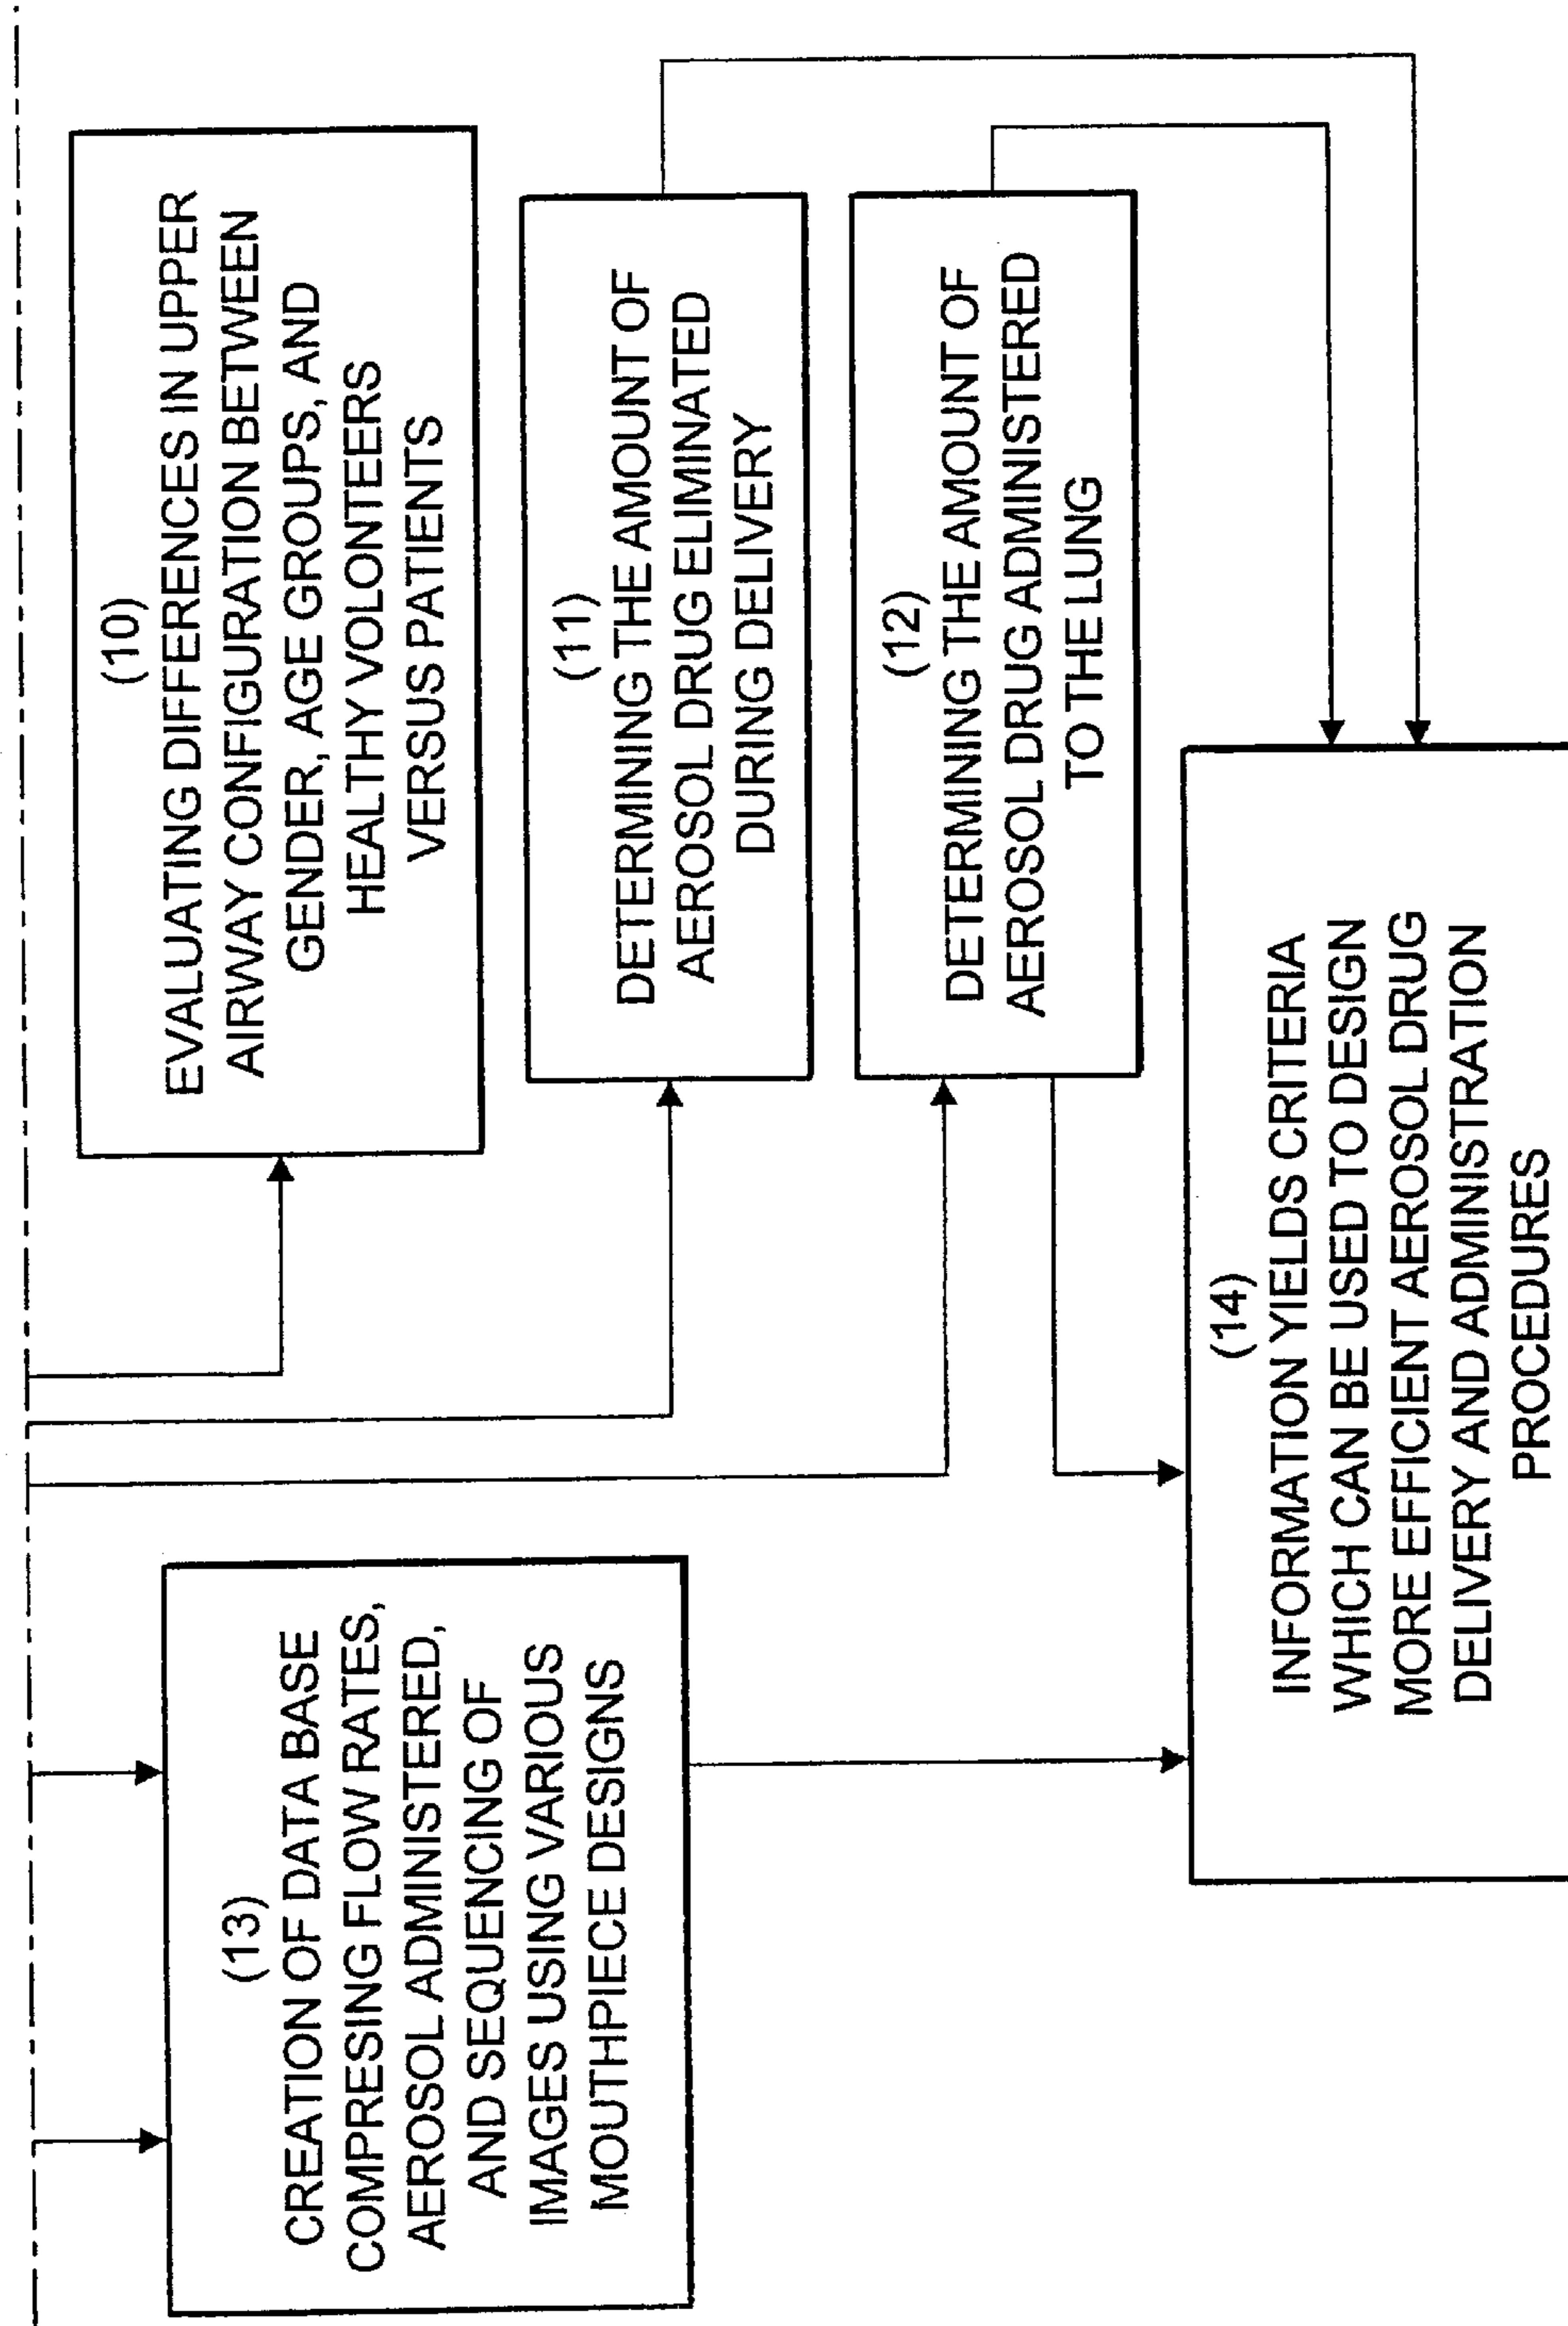 (10)
EVALUATING DIFFERENCES IN UPPER
AIRWAY CONFIGURATION BETWEEN
GENDER, AGE GROUPS, AND
HEALTHY VOLONTEERS
VERSUS PATIENTS
(11)
DETERMINING THE AMOUNT OF
AEROSOL DRUG ELIMINATED
DURING DELIVERY
(12)
DETERMINING THE AMOUNT OF
AEROSOL DRUG ADMINISTERED
TO THE LUNG
(13)
CREATION OF DATA BASE
COMPRESING FLOW RATES,
AEROSOL ADMINISTERED,
AND SEQUENCING OF
IMAGES USING VARIOUS
MOUTHPIECE DESIGNS
(14)
INFORMATION YIELDS CRITERIA
WHICH CAN BE USED TO DESIGN
MORE EFFICIENT AEROSOL DRUG
DELIVERY AND ADMINISTRATION
PROCEDURES